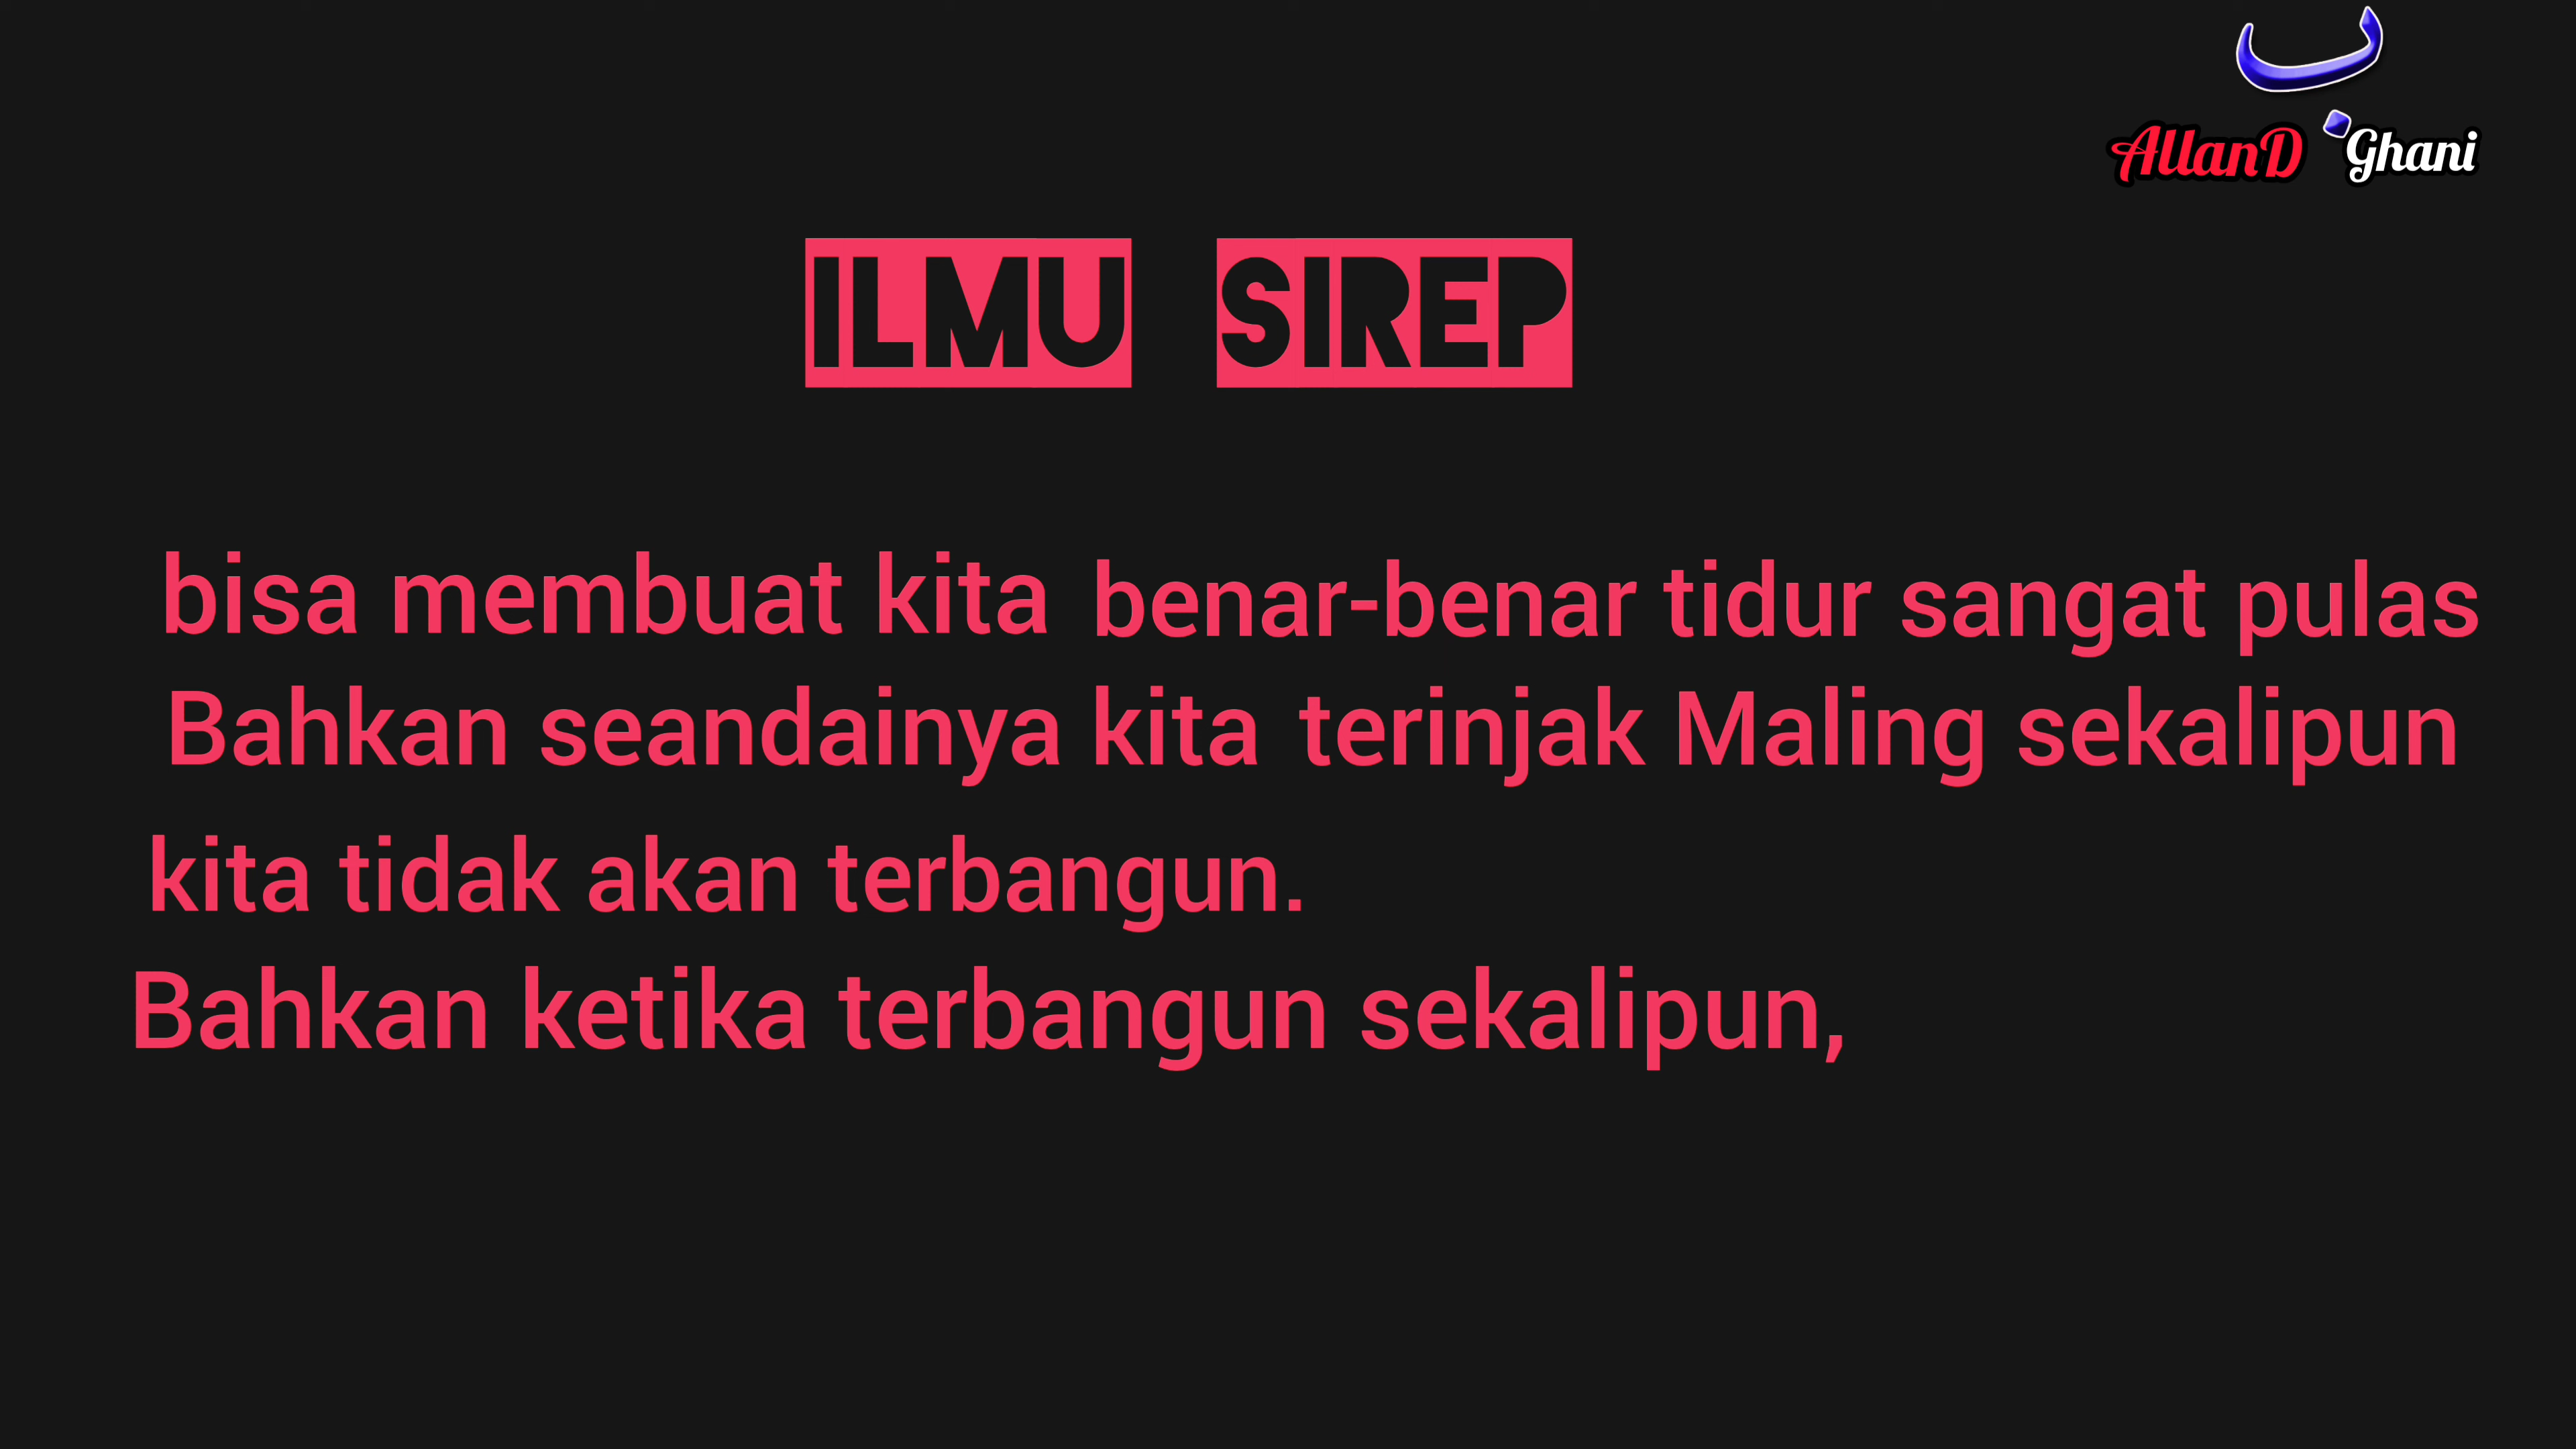 ب
AllanD Ghani
ILMU SIREP
bisa membuat kita benar-benar tidur sangat pulas
Bahkan seandainya kita terinjak Maling sekalipun
kita tidak akan terbangun.
Bahkan ketika terbangun sekalipun,